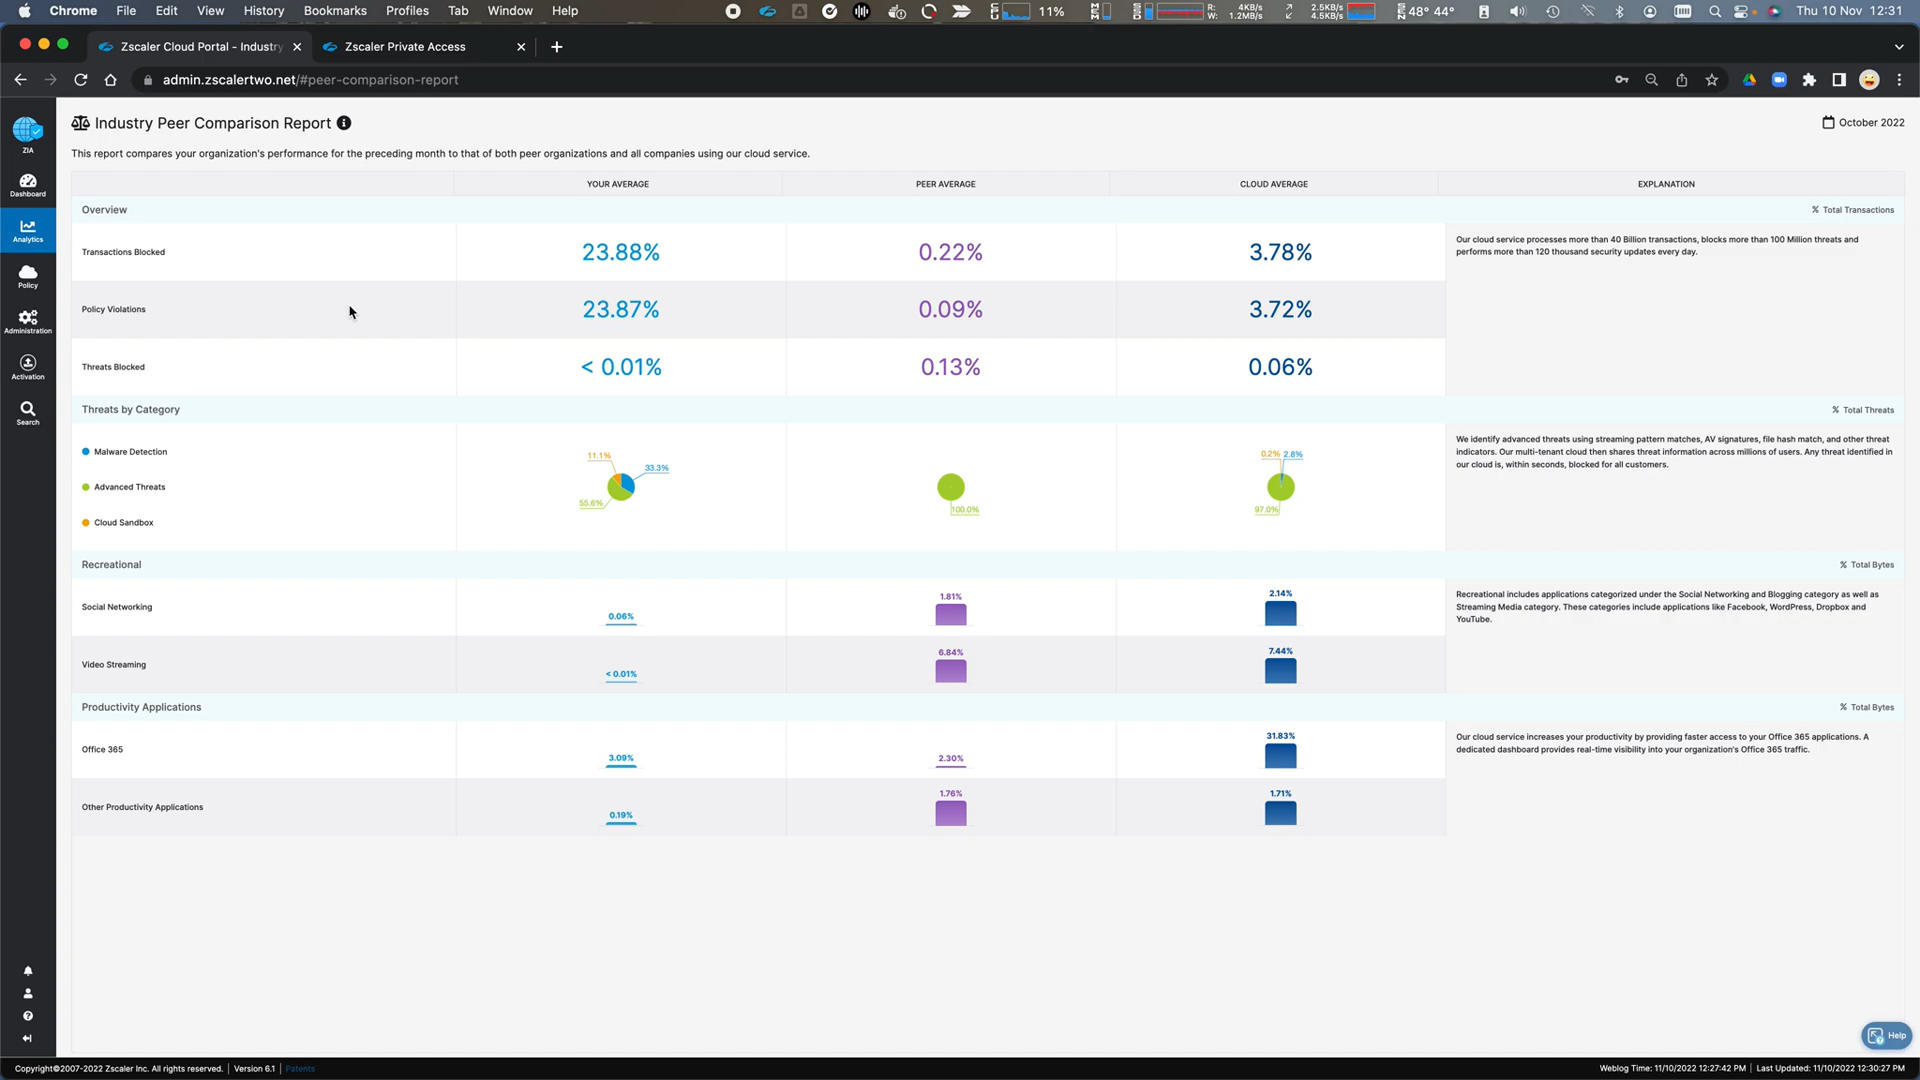 Chrome File Edit View History Bookmarks Profiles Tab Window Help 11% R: 4KB/s W: 1.2MB/s 2.5KB/s 4.5KB/s 48° 44° Thu 10 Nov 12:31
Zscaler Cloud Portal - Industry Zscaler Private Access
admin.zscalertwo.net/#peer-comparison-report
ZIA
Dashboard
Analytics
Policy
Administration
Activation
Search
Industry Peer Comparison Report October 2022
This report compares your organization's performance for the preceding month to that of both peer organizations and all companies using our cloud service.
YOUR AVERAGE PEER AVERAGE CLOUD AVERAGE EXPLANATION
Overview % Total Transactions
Transactions Blocked 23.88% 0.22% 3.78%
Our cloud service processes more than 40 Billion transactions, blocks more than 100 Million threats and
performs more than 120 thousand security updates every day.
Policy Violations 23.87% 0.09% 3.72%
Threats Blocked < 0.01% 0.13% 0.06%
Threats by Category % Total Threats
Malware Detection
Advanced Threats
Cloud Sandbox
11.1% 33.3% 55.6%
100.0%
0.2% 2.8% 97.0%
We identify advanced threats using streaming pattern matches, AV signatures, file hash match, and other threat
indicators. Our multi-tenant cloud then shares threat information across millions of users. Any threat identified in
our cloud is, within seconds, blocked for all customers.
Recreational % Total Bytes
Social Networking 0.06% 1.81% 2.14%
Recreational includes applications categorized under the Social Networking and Blogging category as well as
Streaming Media category. These categories include applications like Facebook, WordPress, Dropbox and
YouTube.
Video Streaming < 0.01% 6.84% 7.44%
Productivity Applications % Total Bytes
Office 365 3.09% 2.30% 31.83%
Our cloud service increases your productivity by providing faster access to your Office 365 applications. A
dedicated dashboard provides real-time visibility into your organization's Office 365 traffic.
Other Productivity Applications 0.19% 1.76% 1.71%
Help
Copyright©2007-2022 Zscaler Inc. All rights reserved. | Version 6.1 | Patents Weblog Time: 11/10/2022 12:27:42 PM | Last Updated: 11/10/2022 12:30:27 PM